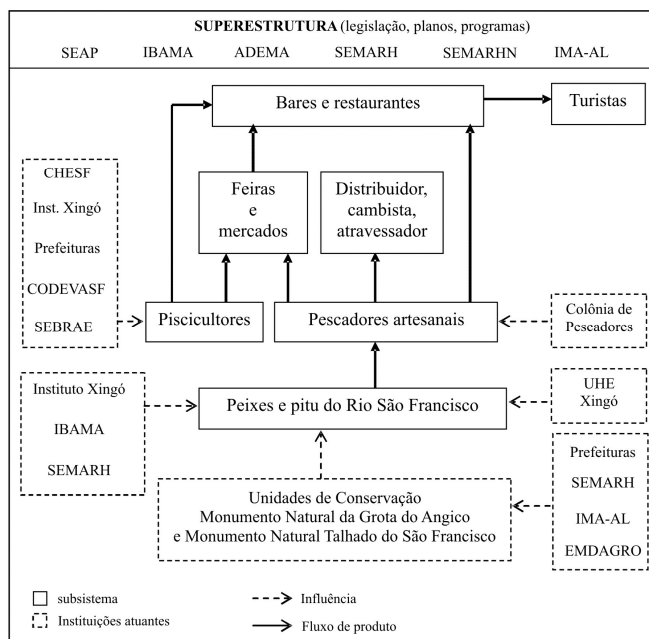 SUPERESTRUTURA (legislação, planos, programas)
SEAP IBAMA ADEMA SEMARH SEMARHN IMA-AL
Bares e restaurantes
Turistas
CHESF
Inst. Xingó
Prefeituras
CODEVASF
SEBRAE
Feiras
e
mercados
Distribuidor,
cambista,
atravessador
Piscicultores
Pescadores artesanais
Colônia de
Pescadores
Instituto Xingó
IBAMA
SEMARH
Peixes e pitu do Rio São Francisco
UHE
Xingó
Unidades de Conservação
Monumento Natural da Grota do Angico
e Monumento Natural Talhado do São Francisco
Prefeituras
SEMARH
IMA-AL
EMDAGRO
subsistema
Instituições atuantes
Influência
Fluxo de produto